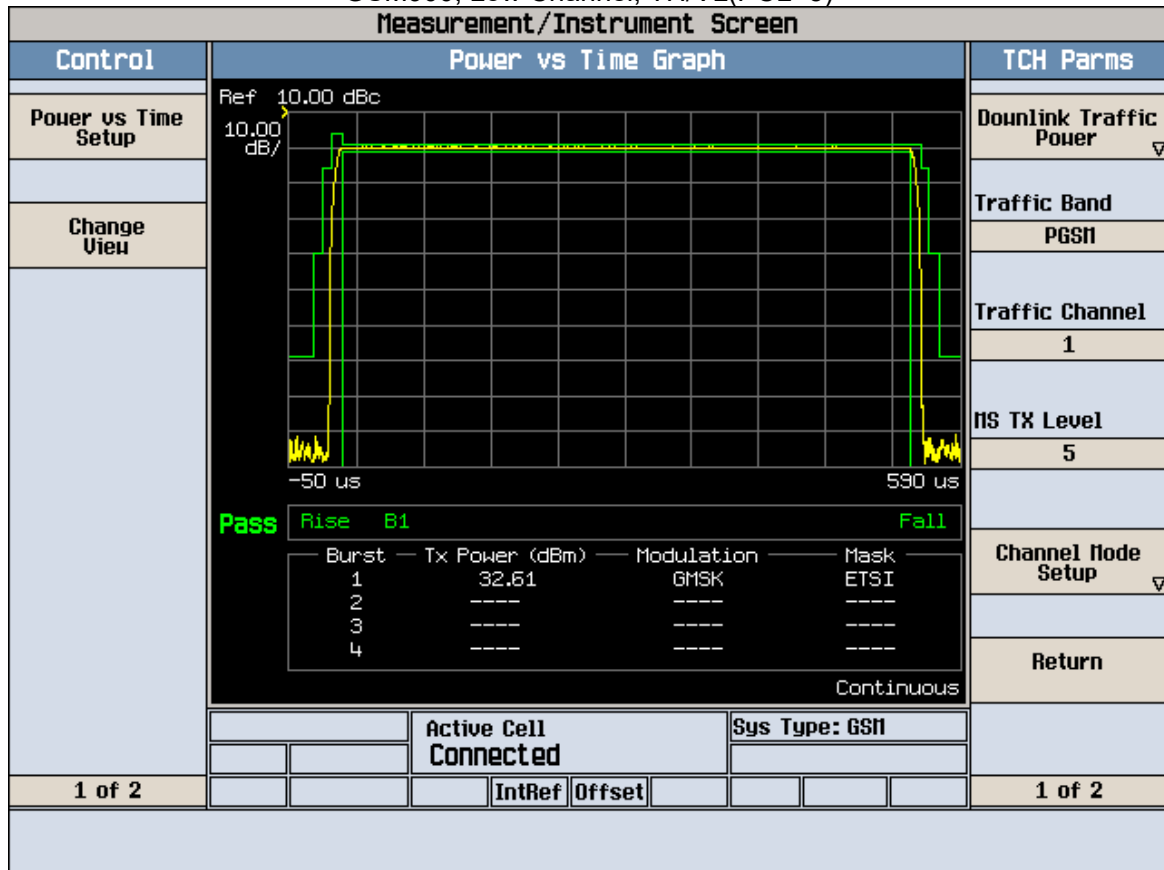 Measurement/Instrument Screen
Control
Power vs Time Graph
TCH Parms
Power vs Time
Setup
Change
View
1 of 2
Ref 10.00 dBc
10.00
dB/
-50 us
590 us
Pass
Rise B1 Fall
Burst Tx Power (dBm) Modulation Mask
1 32.61 GMSK ETSI
2 ---- ---- ----
3 ---- ---- ----
4 ---- ---- ----
Continuous
Active Cell
Connected
Sys Type: GSM
IntRef Offset
Downlink Traffic
Power
Traffic Band
PGSM
Traffic Channel
1
MS TX Level
5
Channel Mode
Setup
Return
1 of 2